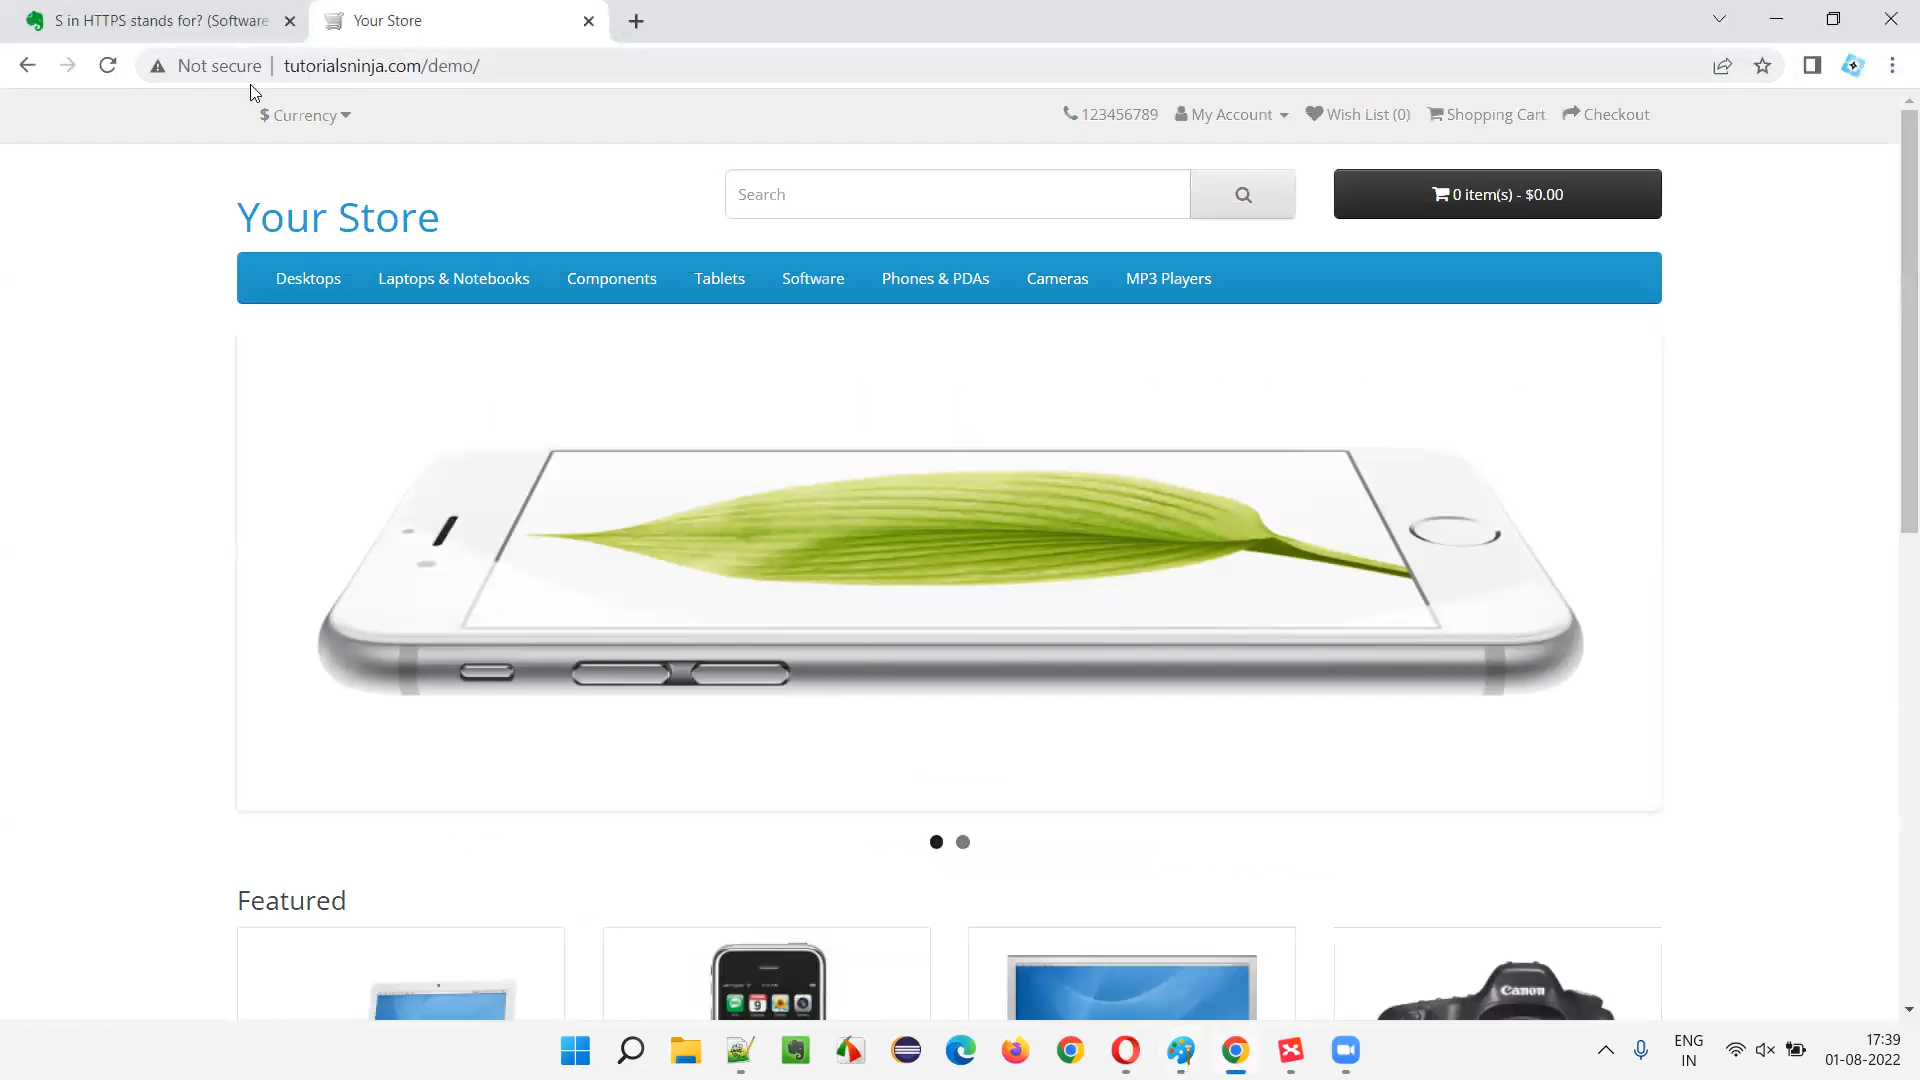 S in HTTPS stands for? (Software
Your Store
Not secure
tutorialsninja.com/demo/
$ Currency
123456789
My Account
Wish List (0)
Shopping Cart
Checkout
Your Store
Search
0 item(s) - $0.00
Desktops
Laptops & Notebooks
Components
Tablets
Software
Phones & PDAs
Cameras
MP3 Players
Featured
Canon
ENG
IN
17:39
01-08-2022